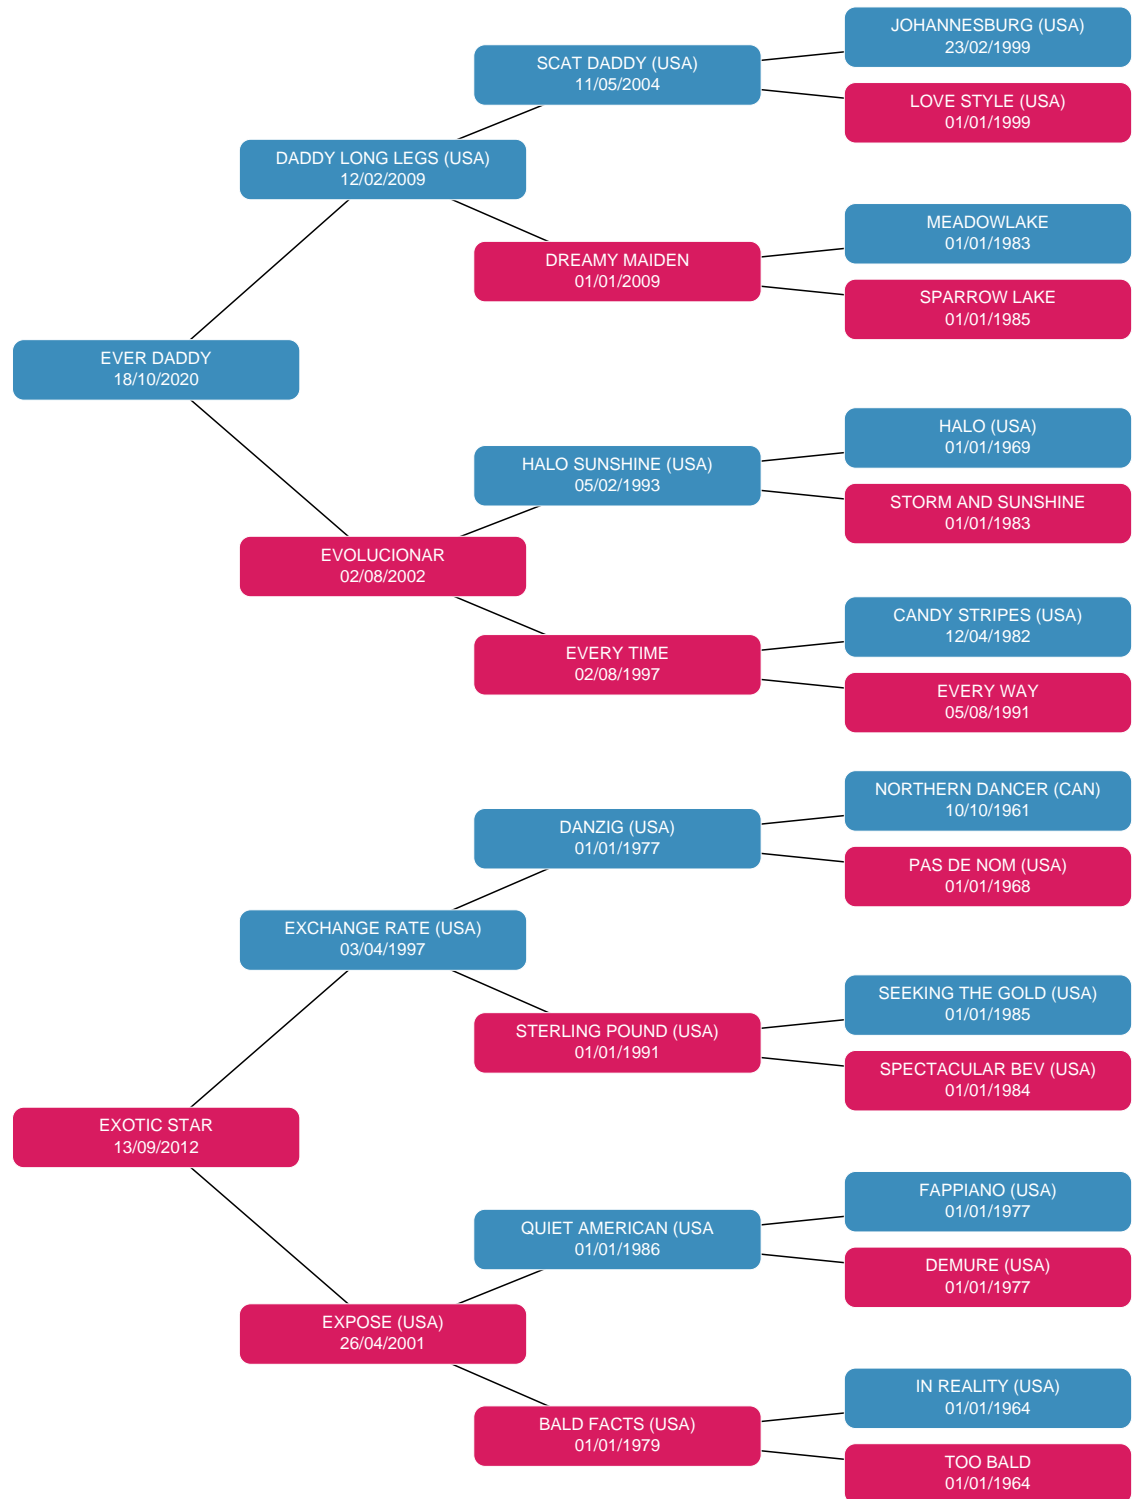 JOHANNESBURG (USA)
23/02/1999
SCAT DADDY (USA)
11/05/2004
LOVE STYLE (USA)
01/01/1999
DADDY LONG LEGS (USA)
12/02/2009
MEADOWLAKE
01/01/1983
DREAMY MAIDEN
01/01/2009
SPARROW LAKE
01/01/1985
EVER DADDY
18/10/2020
HALO (USA)
01/01/1969
HALO SUNSHINE (USA)
05/02/1993
STORM AND SUNSHINE
01/01/1983
EVOLUCIONAR
02/08/2002
CANDY STRIPES (USA)
12/04/1982
EVERY TIME
02/08/1997
EVERY WAY
05/08/1991
NORTHERN DANCER (CAN)
10/10/1961
DANZIG (USA)
01/01/1977
PAS DE NOM (USA)
01/01/1968
EXCHANGE RATE (USA)
03/04/1997
SEEKING THE GOLD (USA)
01/01/1985
STERLING POUND (USA)
01/01/1991
SPECTACULAR BEV (USA)
01/01/1984
EXOTIC STAR
13/09/2012
FAPPIANO (USA)
01/01/1977
QUIET AMERICAN (USA
01/01/1986
DEMURE (USA)
01/01/1977
EXPOSE (USA)
26/04/2001
IN REALITY (USA)
01/01/1964
BALD FACTS (USA)
01/01/1979
TOO BALD
01/01/1964